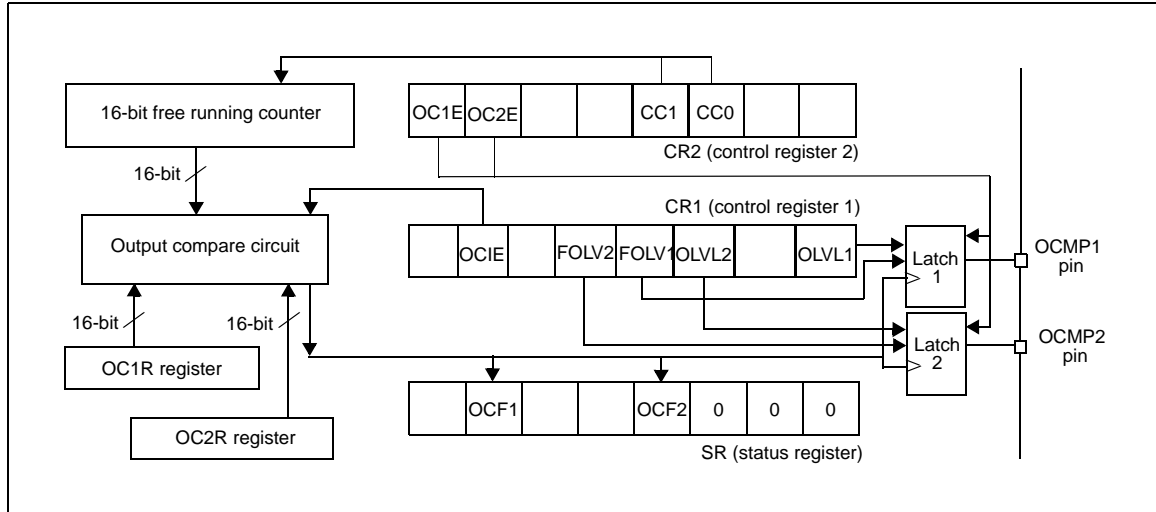 16-bit free running counter
OC1E OC2E CC1 CC0
CR2 (control register 2)
16-bit
CR1 (control register 1)
Output compare circuit
OCIE FOLV2 FOLV1 OLVL2 OLVL1
Latch
1
OCMP1
pin
16-bit
16-bit
OC1R register
Latch
2
OCMP2
pin
OCF1 OCF2 0 0 0
OC2R register
SR (status register)